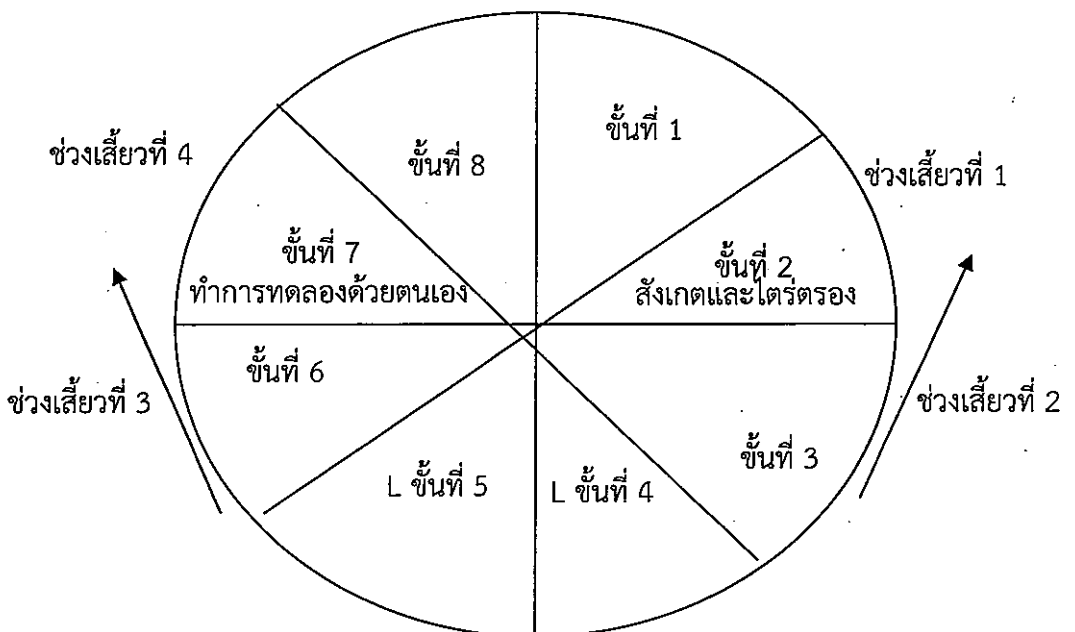 ขั้นที่ 1
ช่วงเสี้ยวที่ 4
ขั้นที่ 8
ช่วงเสี้ยวที่ 1
ขั้นที่ 7
ทำการทดลองด้วยตนเอง
ขั้นที่ 2
สังเกตและไตร่ตรอง
ขั้นที่ 6
ช่วงเสี้ยวที่ 3
ช่วงเสี้ยวที่ 2
ขั้นที่ 3
L ขั้นที่ 5
L ขั้นที่ 4